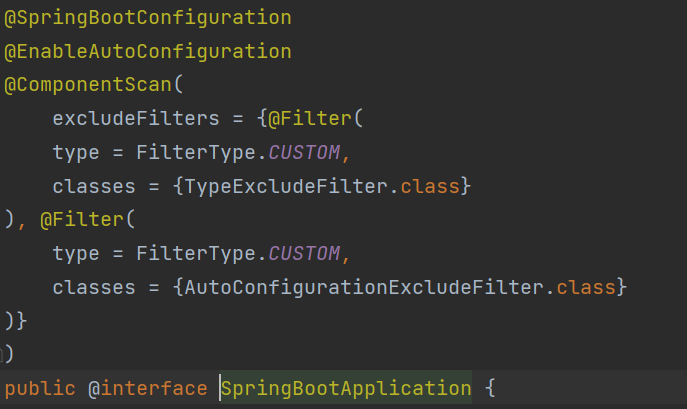 @SpringBootConfiguration
@EnableAutoConfiguration
@ComponentScan(
    excludeFilters = {@Filter(
    type = FilterType.CUSTOM,
    classes = {TypeExcludeFilter.class}
), @Filter(
    type = FilterType.CUSTOM,
    classes = {AutoConfigurationExcludeFilter.class}
)}
)
public @interface SpringBootApplication {